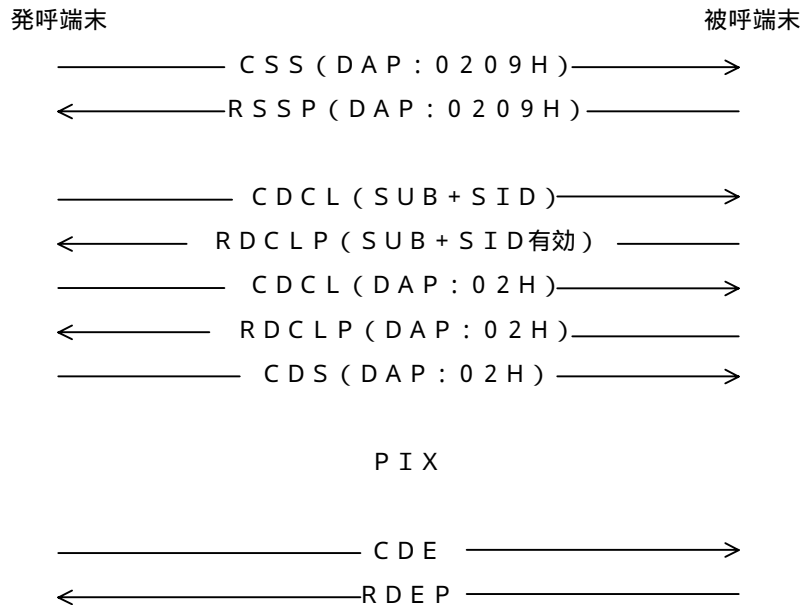 発呼端末 被呼端末
ＣＳＳ（ＤＡＰ：０２０９Ｈ）
ＲＳＳＰ（ＤＡＰ：０２０９Ｈ）
ＣＤＣＬ（ＳＵＢ＋ＳＩＤ）
ＲＤＣＬＰ（ＳＵＢ＋ＳＩＤ有効）
ＣＤＣＬ（ＤＡＰ：０２Ｈ）
ＲＤＣＬＰ（ＤＡＰ：０２Ｈ）
ＣＤＳ（ＤＡＰ：０２Ｈ）
ＰＩＸ
ＣＤＥ
ＲＤＥＰ